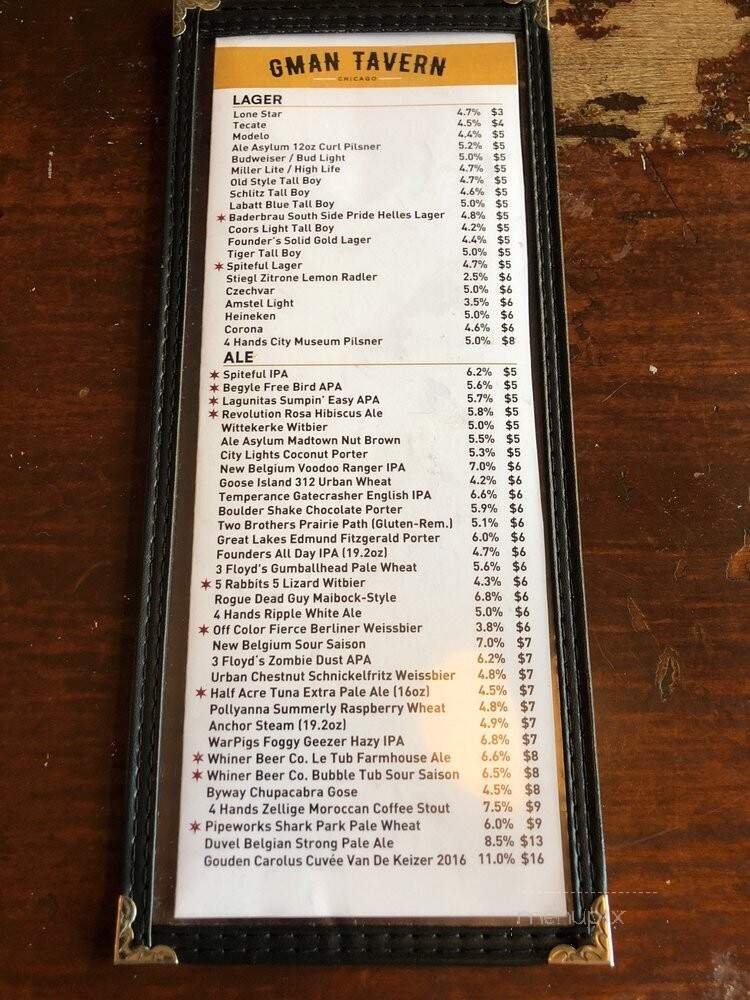 GMAN TAVERN
CHICAGO
LAGER
Lone Star 4.7% $3
Tecate 4.5% $4
Modelo 4.4% $5
Ale Asylum 12oz Curl Pilsner 5.2% $5
Budweiser / Bud Light 5.0% $5
Miller Lite / High Life 4.7% $5
Old Style Tall Boy 4.7% $5
Schlitz Tall Boy 4.6% $5
Labatt Blue Tall Boy 5.0% $5
✶ Baderbrau South Side Pride Helles Lager 4.8% $5
Coors Light Tall Boy 4.2% $5
Founder's Solid Gold Lager 4.4% $5
Tiger Tall Boy 5.0% $5
✶ Spiteful Lager 4.7% $5
Stiegl Zitrone Lemon Radler 2.5% $6
Czechvar 5.0% $6
Amstel Light 3.5% $6
Heineken 5.0% $6
Corona 4.6% $6
4 Hands City Museum Pilsner 5.0% $8
ALE
✶ Spiteful IPA 6.2% $5
✶ Begyle Free Bird APA 5.6% $5
✶ Lagunitas Sumpin' Easy APA 5.7% $5
✶ Revolution Rosa Hibiscus Ale 5.8% $5
Wittekerke Witbier 5.0% $5
Ale Asylum Madtown Nut Brown 5.5% $5
City Lights Coconut Porter 5.3% $5
New Belgium Voodoo Ranger IPA 7.0% $6
Goose Island 312 Urban Wheat 4.2% $6
Temperance Gatecrasher English IPA 6.6% $6
Boulder Shake Chocolate Porter 5.9% $6
Two Brothers Prairie Path (Gluten-Rem.) 5.1% $6
Great Lakes Edmund Fitzgerald Porter 6.0% $6
Founders All Day IPA (19.2oz) 4.7% $6
3 Floyd's Gumballhead Pale Wheat 5.6% $6
✶ 5 Rabbits 5 Lizard Witbier 4.3% $6
Rogue Dead Guy Maibock-Style 6.8% $6
4 Hands Ripple White Ale 5.0% $6
✶ Off Color Fierce Berliner Weissbier 3.8% $6
New Belgium Sour Saison 7.0% $7
3 Floyd's Zombie Dust APA 6.2% $7
Urban Chestnut Schnickelfritz Weissbier 4.8% $7
✶ Half Acre Tuna Extra Pale Ale (16oz) 4.5% $7
Pollyanna Summerly Raspberry Wheat 4.8% $7
Anchor Steam (19.2oz) 4.9% $7
WarPigs Foggy Geezer Hazy IPA 6.8% $7
✶ Whiner Beer Co. Le Tub Farmhouse Ale 6.6% $8
✶ Whiner Beer Co. Bubble Tub Sour Saison 6.5% $8
Byway Chupacabra Gose 4.5% $8
4 Hands Zellige Moroccan Coffee Stout 7.5% $9
✶ Pipeworks Shark Park Pale Wheat 6.0% $9
Duvel Belgian Strong Pale Ale 8.5% $13
Gouden Carolus Cuvée Van De Keizer 2016 11.0% $16
menupix